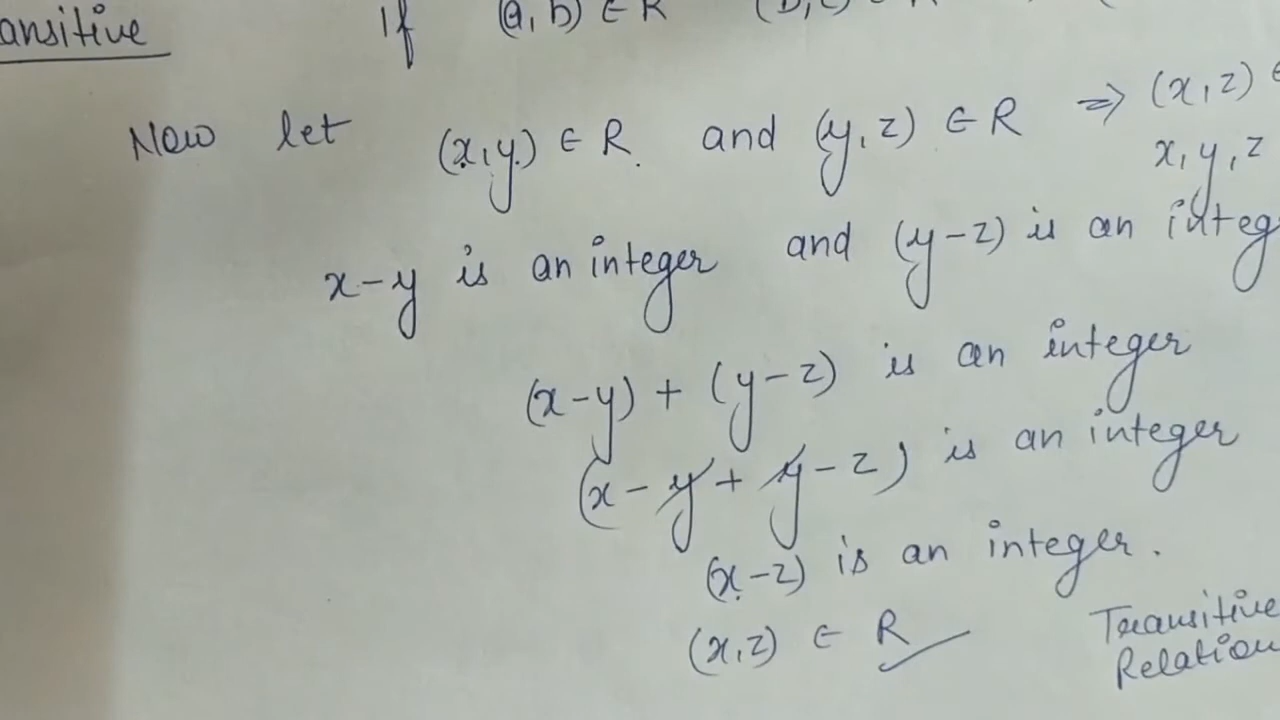 ansitive If (a, b) ∈ R (b, c) ∈ R
Now let (x, y) ∈ R. and (y, z) ∈ R ⇒ (x, z) ∈
x, y, z
x-y is an integer and (y-z) is an integ
(x-y) + (y-z) is an integer
(x-y+y-z) is an integer
(x-z) is an integer.
(x, z) ∈ R
Transitive
Relation